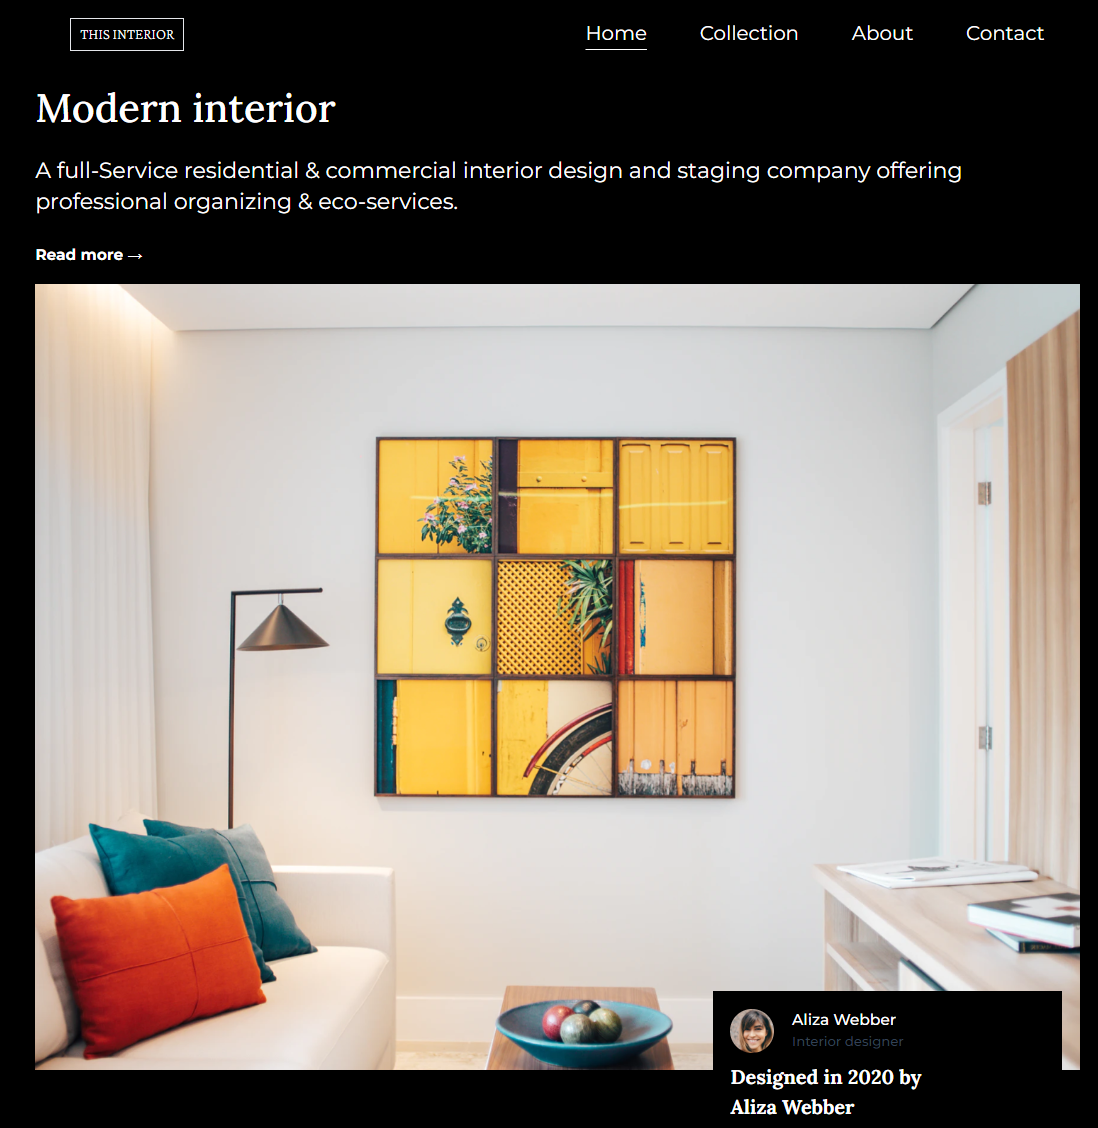 THIS INTERIOR
Home Collection About Contact
Modern interior
A full-Service residential & commercial interior design and staging company offering
professional organizing & eco-services.
Read more →
Aliza Webber
Interior designer
Designed in 2020 by
Aliza Webber